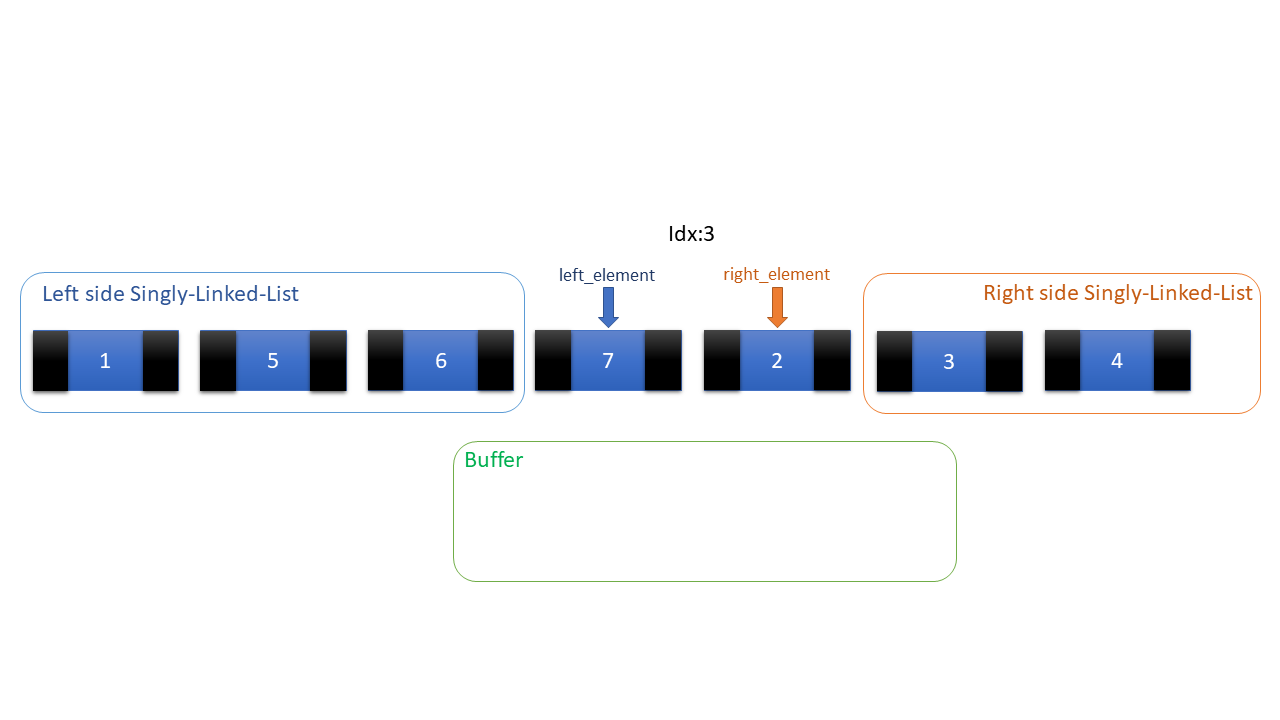 Idx:3
left_element
right_element
Left side Singly-Linked-List
Right side Singly-Linked-List
1 5 6 7 2 3 4
Buffer